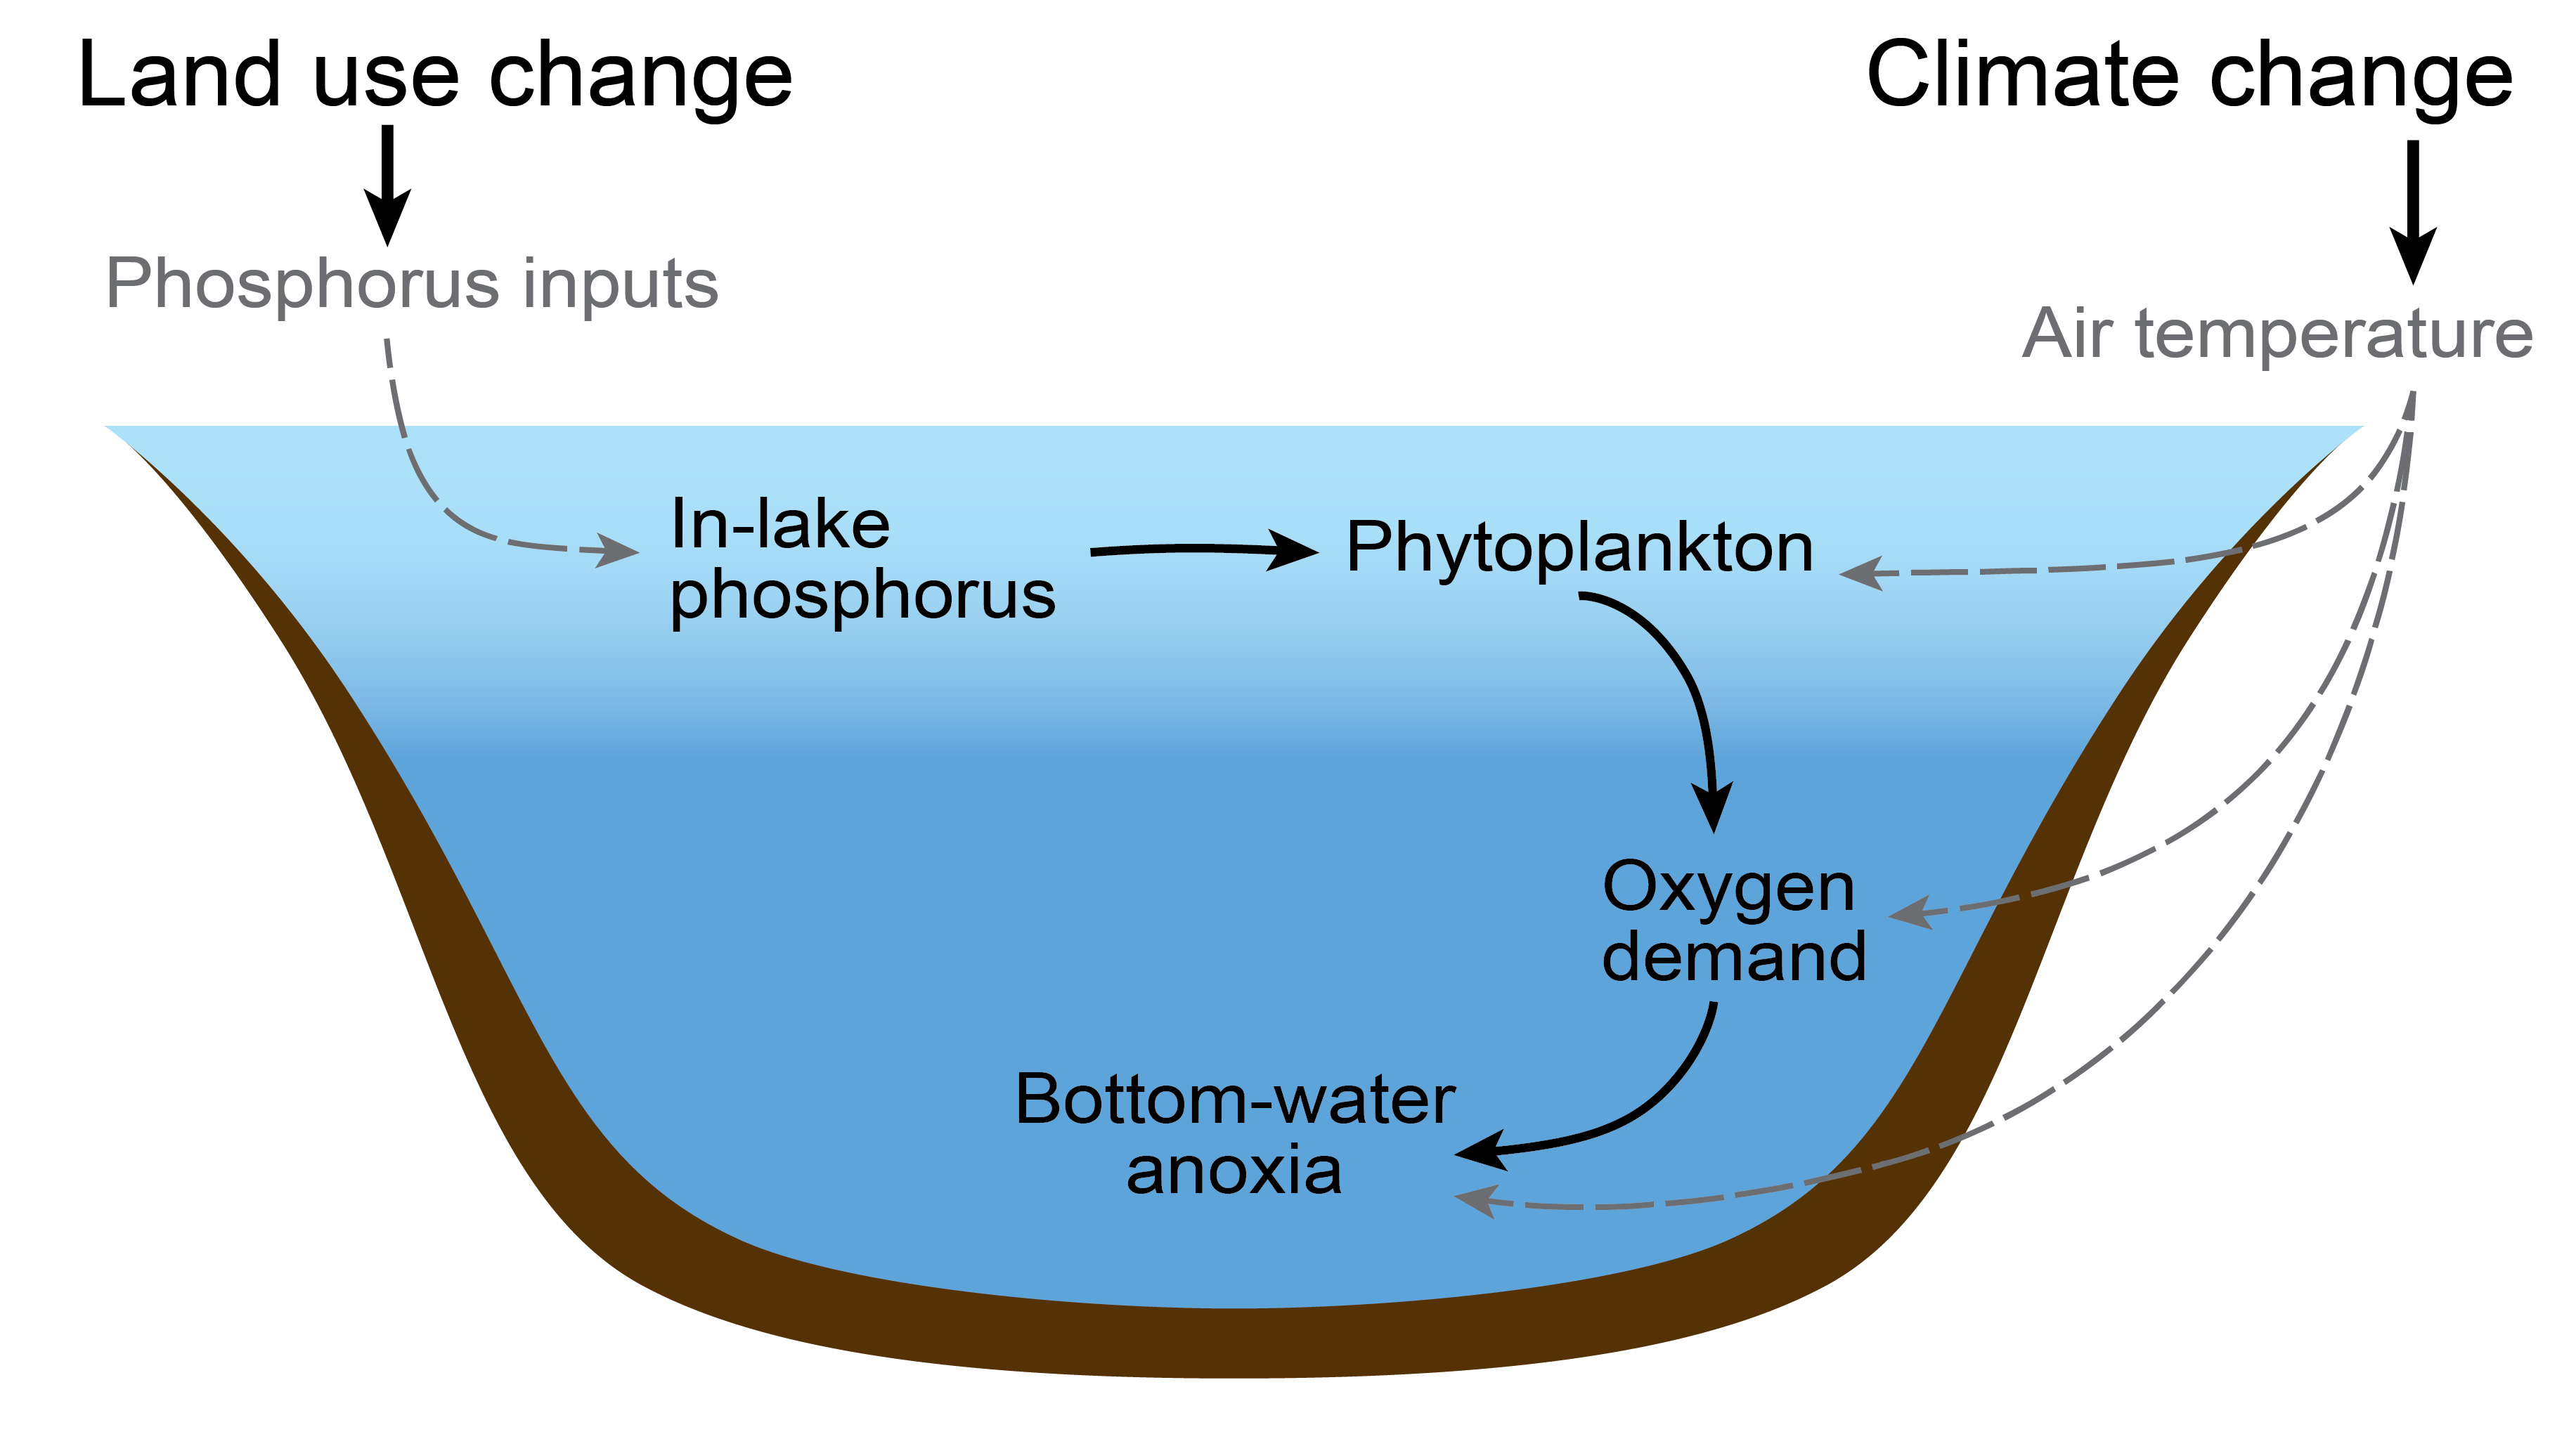 Land use change
Climate change
Phosphorus inputs
Air temperature
In-lake
phosphorus
Phytoplankton
Oxygen
demand
Bottom-water
anoxia